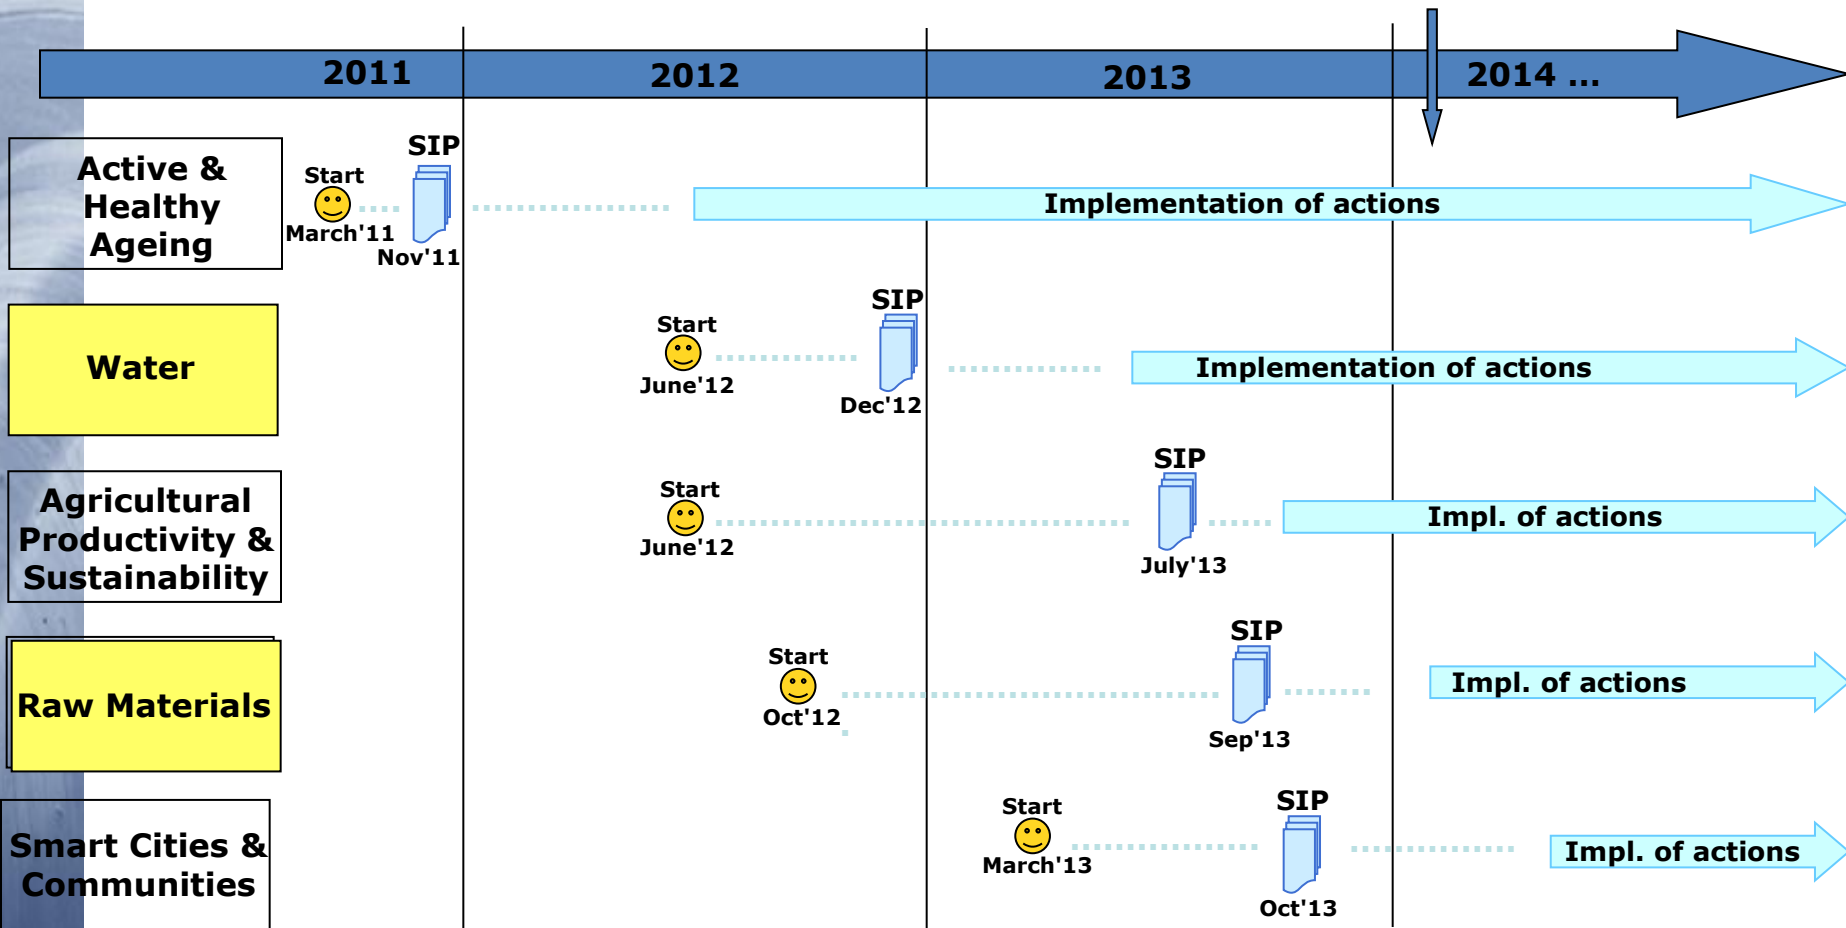 2011
2012
2013
2014 ...
Active &
Healthy
Ageing
Start
March'11
SIP
Nov'11
Implementation of actions
Water
Start
June'12
SIP
Dec'12
Implementation of actions
Agricultural
Productivity &
Sustainability
Start
June'12
SIP
July'13
Impl. of actions
Raw Materials
Start
Oct'12
SIP
Sep'13
Impl. of actions
Smart Cities &
Communities
Start
March'13
SIP
Oct'13
Impl. of actions